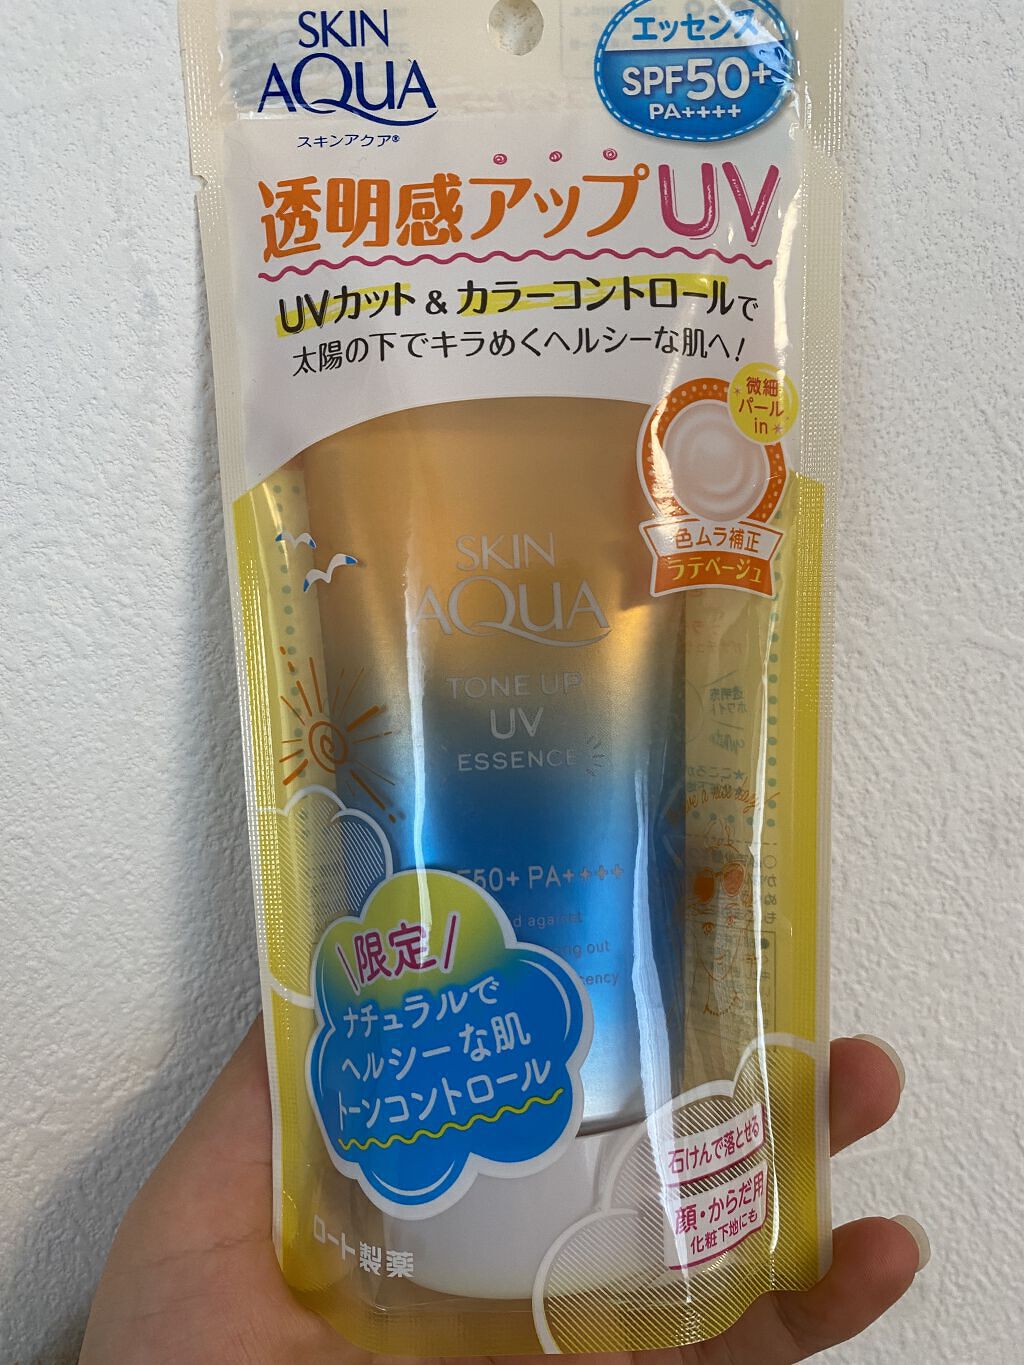 SKIN
AQUA
スキンアクア®
エッセンス
SPF50+
PA++++
透明感アップUV
UVカット&カラーコントロールで
太陽の下でキラめくヘルシーな肌へ!
微細
パール
in
色ムラ補正
ラテベージュ
SKIN
AQUA
TONE UP
UV
ESSENCE
F50+ PA++++
限定
ナチュラルで
ヘルシーな肌
トーンコントロール
石けんで落とせる
顔・からだ用
化粧下地にも
ロート製薬